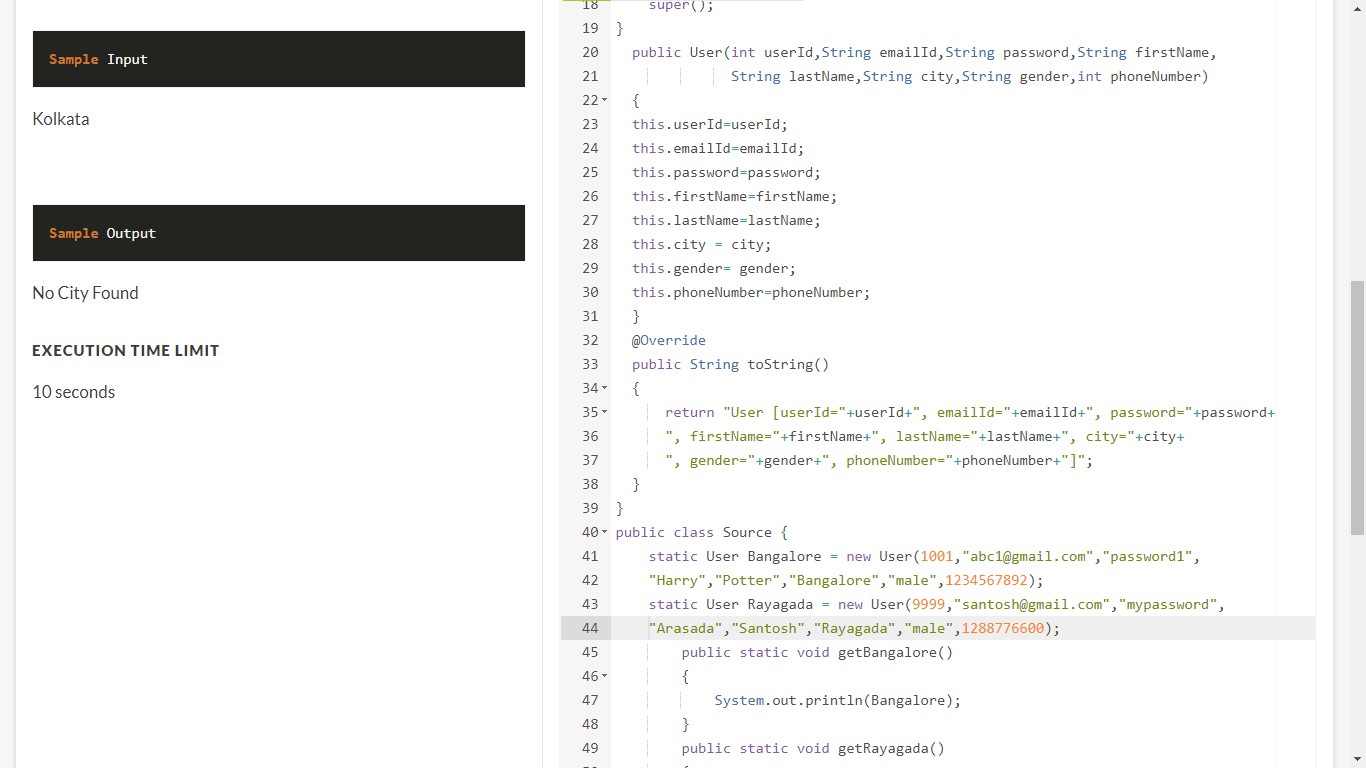 Sample Input
Kolkata
Sample Output
No City Found
EXECUTION TIME LIMIT
10 seconds
18 super();
19 }
20 public User(int userId,String emailId,String password,String firstName,
21 String lastName,String city,String gender,int phoneNumber)
22 {
23 this.userId=userId;
24 this.emailId=emailId;
25 this.password=password;
26 this.firstName=firstName;
27 this.lastName=lastName;
28 this.city = city;
29 this.gender= gender;
30 this.phoneNumber=phoneNumber;
31 }
32 @Override
33 public String toString()
34 {
35 return "User [userId="+userId+", emailId="+emailId+", password="+password+
36 ", firstName="+firstName+", lastName="+lastName+", city="+city+
37 ", gender="+gender+", phoneNumber="+phoneNumber+"]";
38 }
39 }
40 public class Source {
41 static User Bangalore = new User(1001,"abc1@gmail.com","password1",
42 "Harry","Potter","Bangalore","male",1234567892);
43 static User Rayagada = new User(9999,"santosh@gmail.com","mypassword",
44 "Arasada","Santosh","Rayagada","male",1288776600);
45 public static void getBangalore()
46 {
47 System.out.println(Bangalore);
48 }
49 public static void getRayagada()